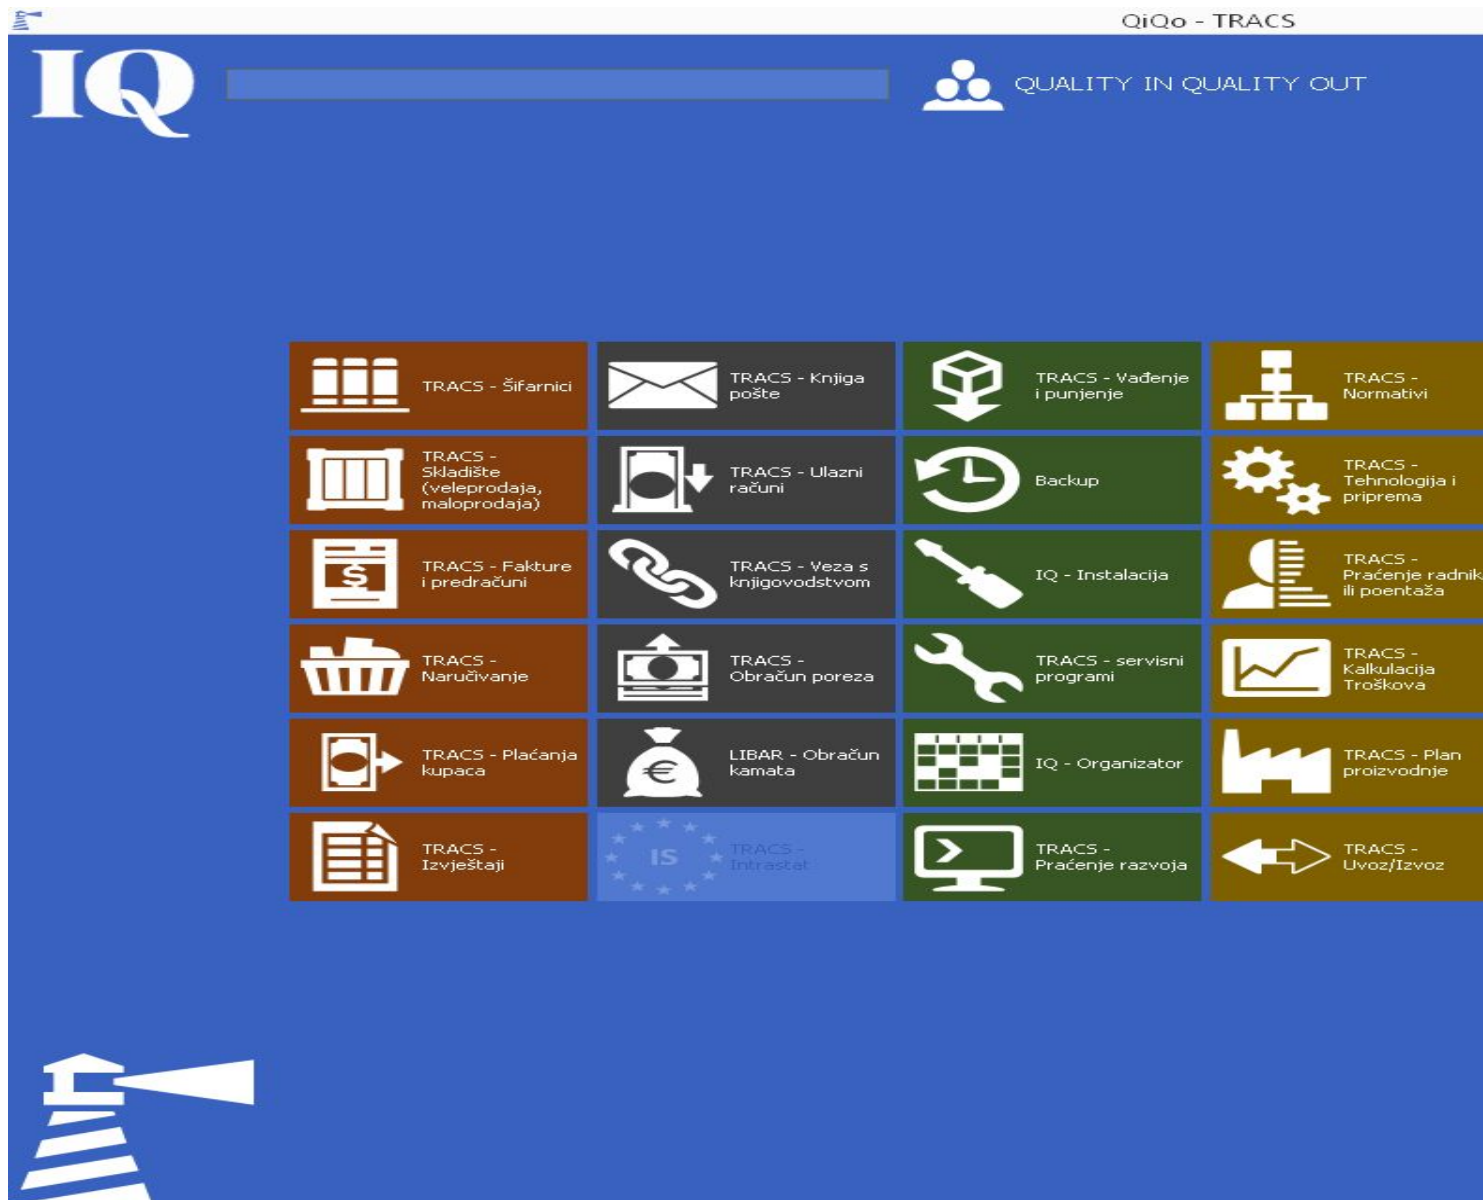 QiQo - TRACS
IQ
QUALITY IN QUALITY OUT
TRACS - Šifarnici
TRACS - Knjiga
pošte
TRACS - Vađenje
i punjenje
TRACS -
Normativi
TRACS -
Skladište
(veleprodaja,
maloprodaja)
TRACS - Ulazni
računi
Backup
TRACS -
Tehnologija i
priprema
TRACS - Fakture
i predračuni
$
TRACS - Veza s
knjigovodstvom
IQ - Instalacija
TRACS -
Praćenje radnik
ili poentaža
TRACS -
Naručivanje
TRACS -
Obračun poreza
TRACS - servisni
programi
TRACS -
Kalkulacija
Troškova
TRACS - Plaćanja
kupaca
€
LIBAR - Obračun
kamata
IQ - Organizator
TRACS - Plan
proizvodnje
TRACS -
Izvještaji
IS
TRACS -
Intrastat
TRACS -
Praćenje razvoja
TRACS -
Uvoz/Izvoz